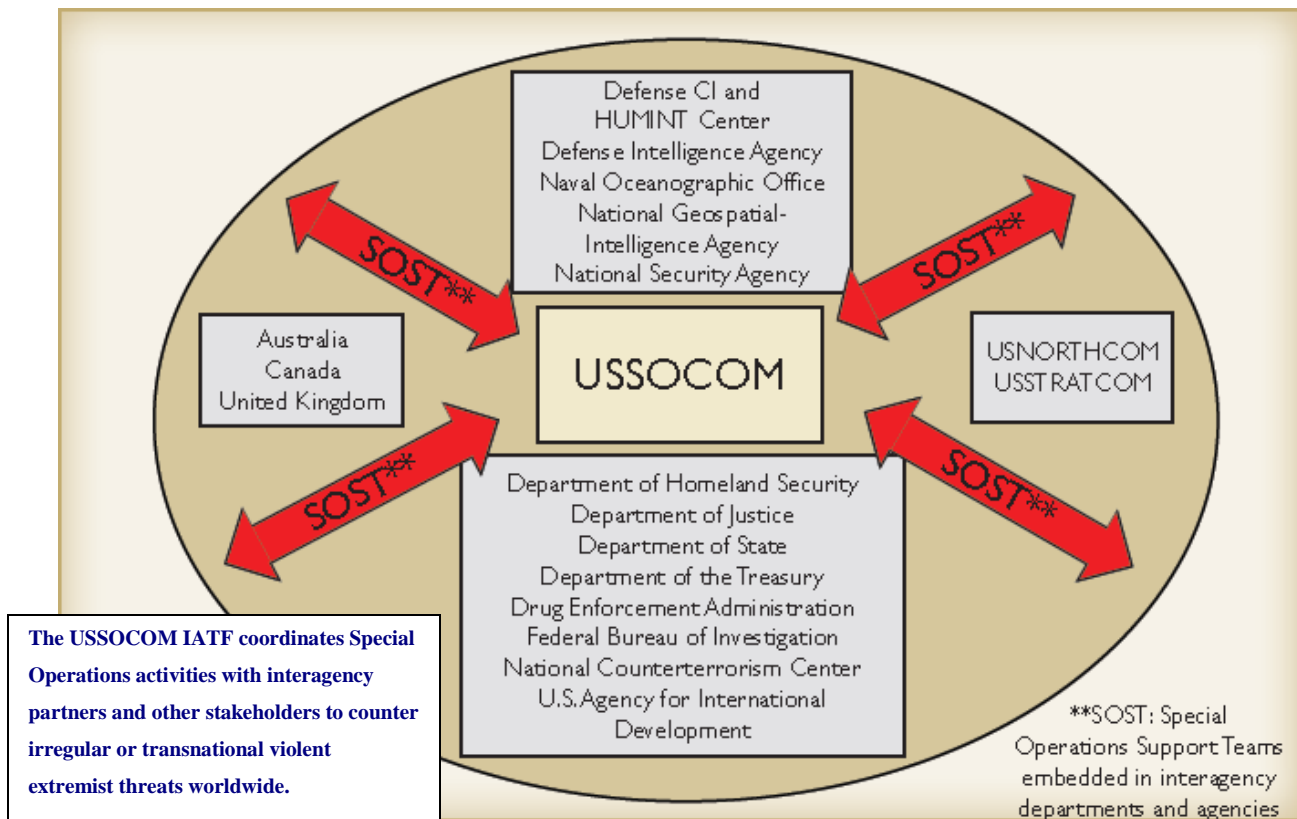 Defense CI and
HUMINT Center
Defense Intelligence Agency
Naval Oceanographic Office
National Geospatial-
Intelligence Agency
National Security Agency
SOST**
SOST**
Australia
Canada
United Kingdom
USSOCOM
USNORTHCOM
USSTRATCOM
SOST**
SOST**
Department of Homeland Security
Department of Justice
Department of State
Department of the Treasury
Drug Enforcement Administration
Federal Bureau of Investigation
National Counterterrorism Center
U.S. Agency for International
Development
The USSOCOM IATF coordinates Special
Operations activities with interagency
partners and other stakeholders to counter
irregular or transnational violent
extremist threats worldwide.
**SOST: Special
Operations Support Teams
embedded in interagency
departments and agencies